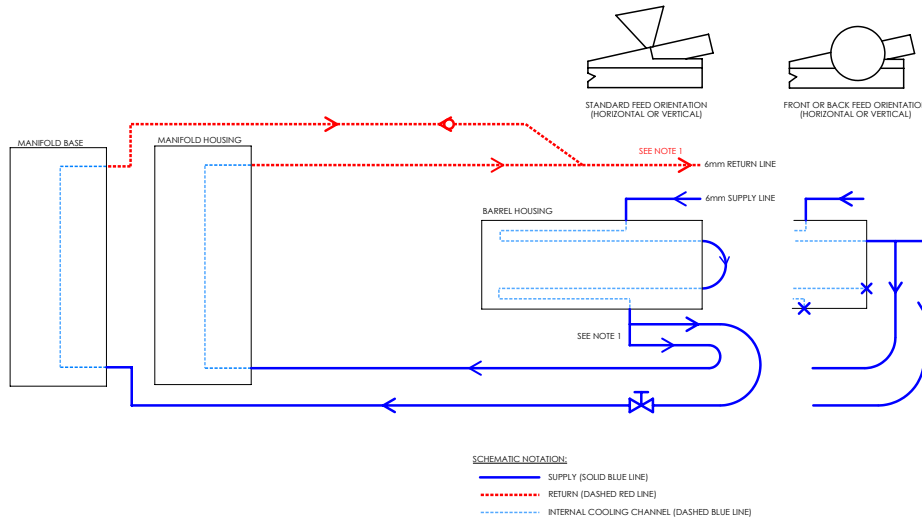 STANDARD FEED ORIENTATION
(HORIZONTAL OR VERTICAL)
FRONT OR BACK FEED ORIENTATION
(HORIZONTAL OR VERTICAL)
MANIFOLD BASE
MANIFOLD HOUSING
SEE NOTE 1
6mm RETURN LINE
6mm SUPPLY LINE
BARREL HOUSING
SEE NOTE 1
SCHEMATIC NOTATION:
SUPPLY (SOLID BLUE LINE)
RETURN (DASHED RED LINE)
INTERNAL COOLING CHANNEL (DASHED BLUE LINE)